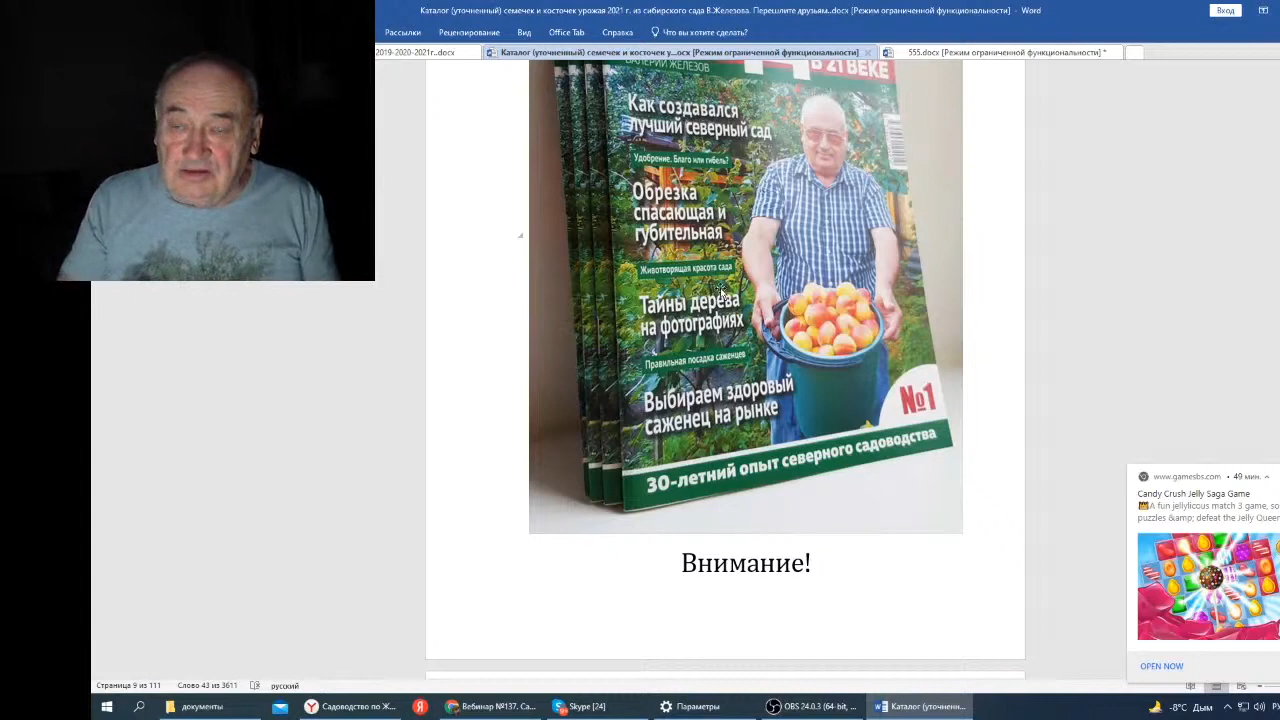 Каталог (уточненный) семечек и косточек урожая 2021 г. из сибирского сада В.Железова. Перешлите друзьям..docx [Режим ограниченной функциональности] - Word
Вход
Рассылки
Рецензирование
Вид
Office Tab
Справка
Что вы хотите сделать?
2019-2020-2021г..docx
Каталог (уточненный) семечек и косточек у...осх [Режим ограниченной функциональности]
555.docx [Режим ограниченной функциональности] *
ВАЛЕРИЙ ЖЕЛЕЗОВ
В 21 ВЕКЕ
Как создавался
лучший северный сад
Удобрение. Благо или гибель?
Обрезка
спасающая и
губительная
Животворящая красота сада
Тайны дерева
на фотографиях
Правильная посадка саженцев
Выбираем здоровый
саженец на рынке
№1
30-летний опыт северного садоводства
Внимание!
www.gamesbs.com • 49 мин.
Candy Crush Jelly Saga Game
A fun jellylicous match 3 game, so
puzzles &amp; defeat the Jelly Queen
OPEN NOW
Страница 9 из 111
Слово 43 из 3611
русский
документы
Садоводство по Ж...
Вебинар №137. Са...
Skype [24]
Параметры
OBS 24.0.3 (64-bit, ...
Каталог (уточненн...
-8°C Дым